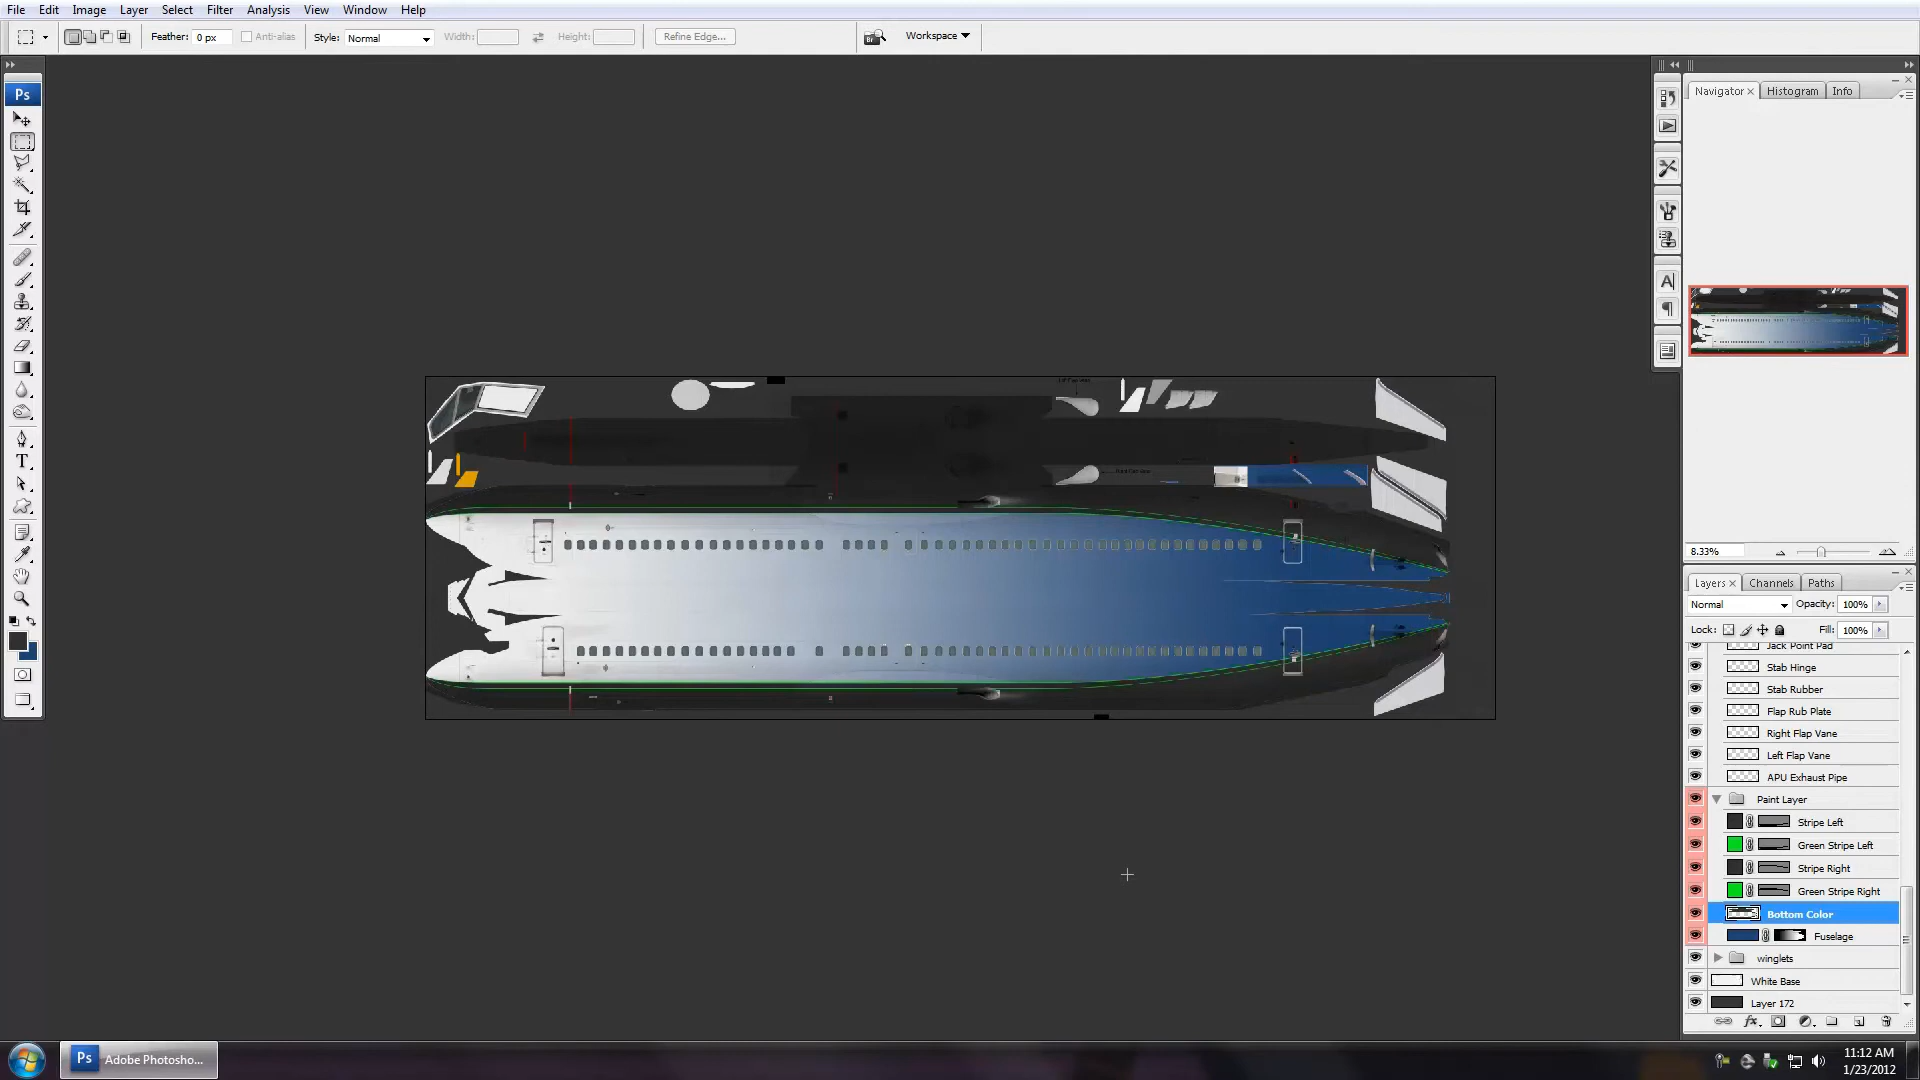 File Edit Image Layer Select Filter Analysis View Window Help
Feather: 0 px Anti-alias Style: Normal Width: Height: Refine Edge... Br Workspace
Ps
Navigator Histogram Info
T
A
8.33%
Layers Channels Paths
Normal Opacity: 100%
Lock: Fill: 100%
Jack Point Pad
Stab Hinge
Stab Rubber
Flap Rub Plate
Right Flap Vane
Left Flap Vane
APU Exhaust Pipe
Paint Layer
Stripe Left
Green Stripe Left
Stripe Right
Green Stripe Right
Bottom Color
Fuselage
winglets
White Base
Layer 172
fx
Ps Adobe Photosho...
11:12 AM
1/23/2012